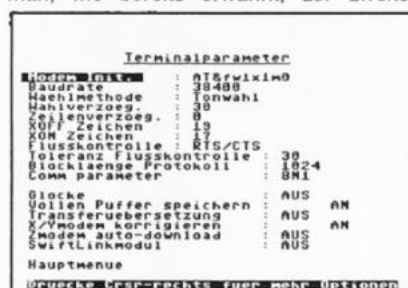 Terminalparameter
Modem Init. : AT&fw1x1m0
Baudrate : 38400
Waehlmethode : Tonwahl
Wahlverzoeg. : 30
Zeilenverzoeg. : 0
XOFF Zeichen : 19
XON Zeichen : 17
Flusskontrolle : RTS/CTS
Toleranz Flusskontrolle : 30
Blocklaenge Protokoll : 1024
Comm parameter : 8N1
Glocke : AUS
Vollen Puffer speichern : AN
Transferuebersetzung : AUS
X/Ymodem korrigieren : AN
Zmodem auto-download : AUS
SwiftLinkmodul : AUS
Hauptmenue
Druecke Crsr-rechts fuer mehr Optionen